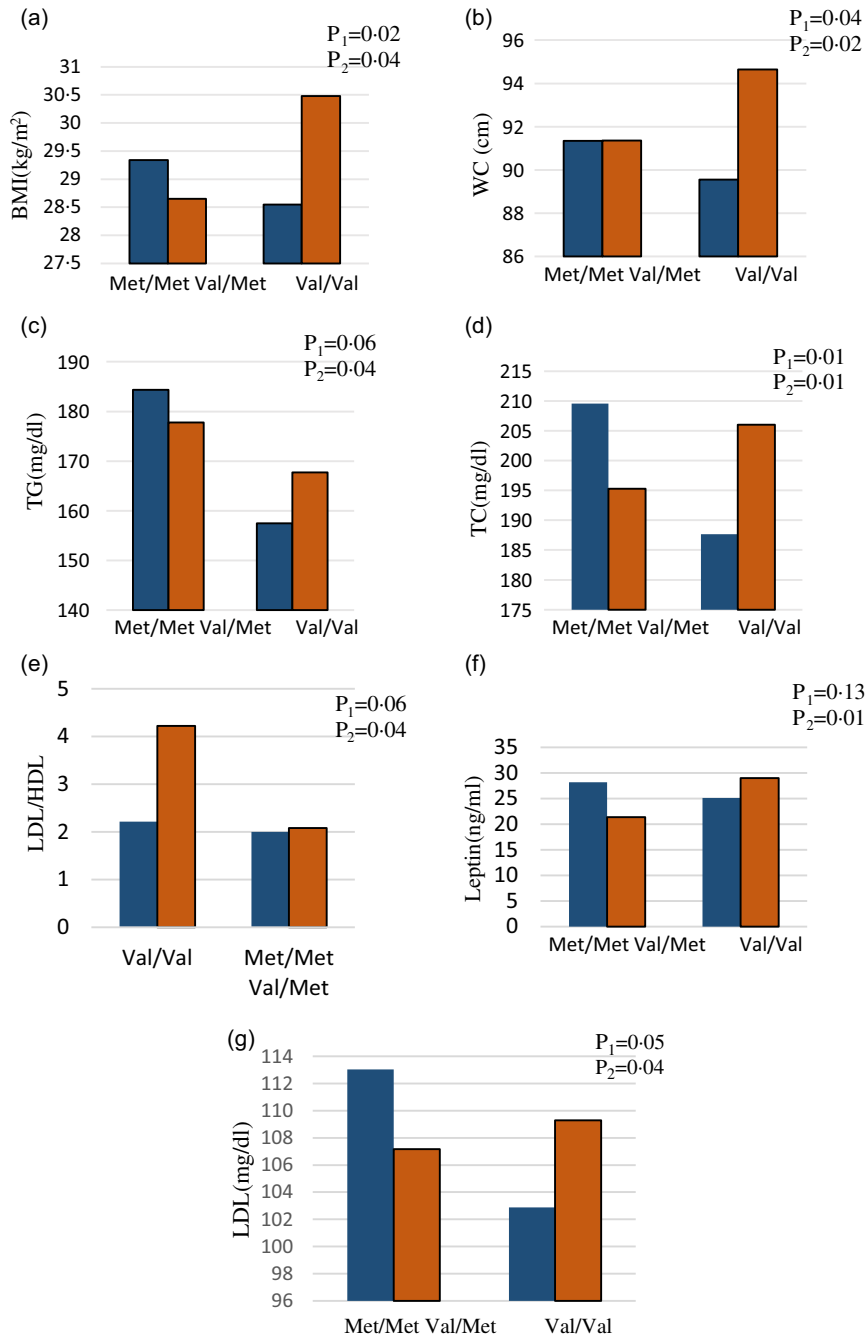 (a)
P₁=0·02
P₂=0·04
BMI(kg/m²)
31
30·5
30
29·5
29
28·5
28
27·5
Met/Met Val/Met Val/Val
(b)
P₁=0·04
P₂=0·02
WC (cm)
96
94
92
90
88
86
Met/Met Val/Met Val/Val
(c)
P₁=0·06
P₂=0·04
TG(mg/dl)
190
180
170
160
150
140
Met/Met Val/Met Val/Val
(d)
P₁=0·01
P₂=0·01
TC(mg/dl)
215
210
205
200
195
190
185
180
175
Met/Met Val/Met Val/Val
(e)
P₁=0·06
P₂=0·04
LDL/HDL
5
4
3
2
1
0
Val/Val Met/Met
Val/Met
(f)
P₁=0·13
P₂=0·01
Leptin(ng/ml)
35
30
25
20
15
10
5
0
Met/Met Val/Met Val/Val
(g)
P₁=0·05
P₂=0·04
LDL(mg/dl)
114
112
110
108
106
104
102
100
98
96
Met/Met Val/Met Val/Val